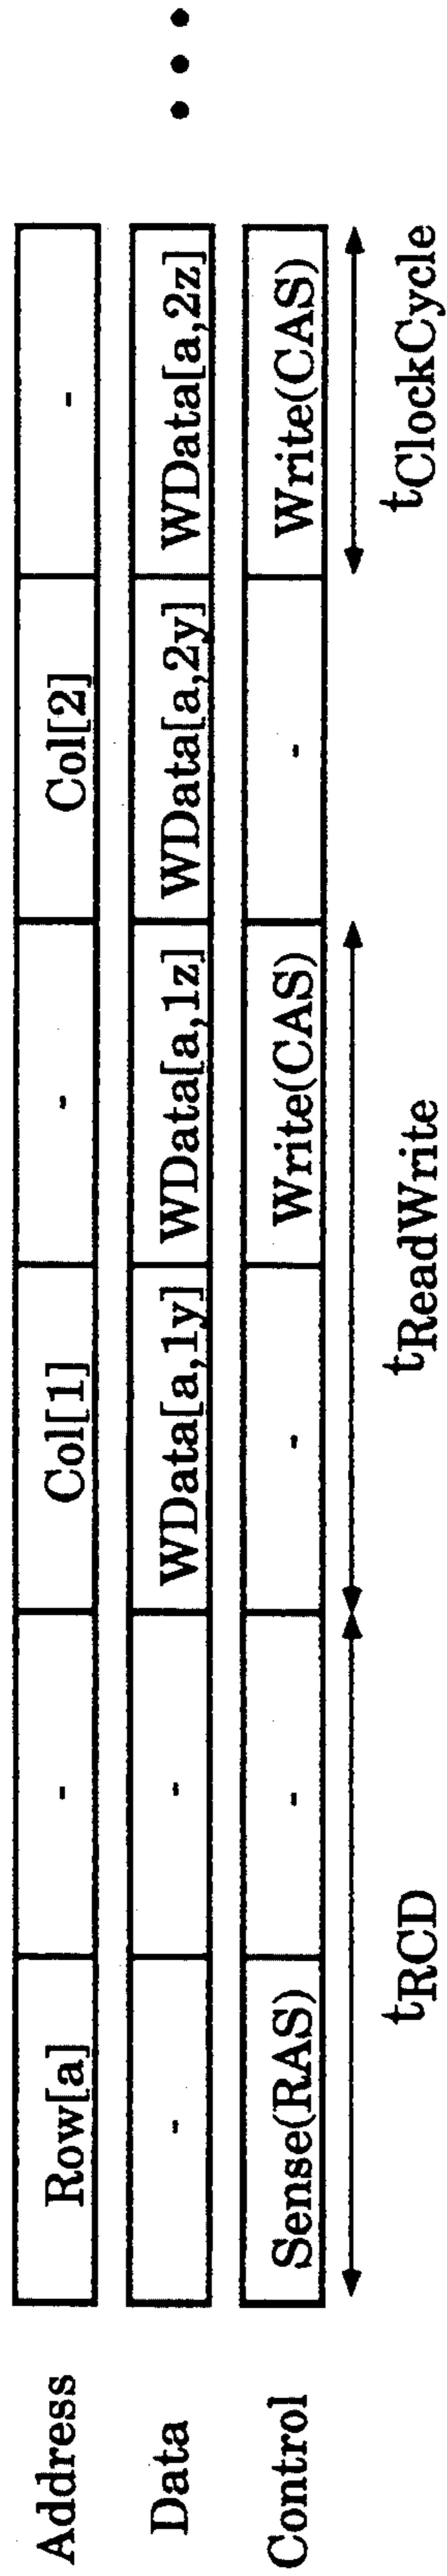 Address Row[a] - Col[1] - Col[2] -
Data - - WData[a,1y] WData[a,1z] WData[a,2y] WData[a,2z] • • •
Control Sense(RAS) - - Write(CAS) - Write(CAS)
tRCD tReadWrite tClockCycle